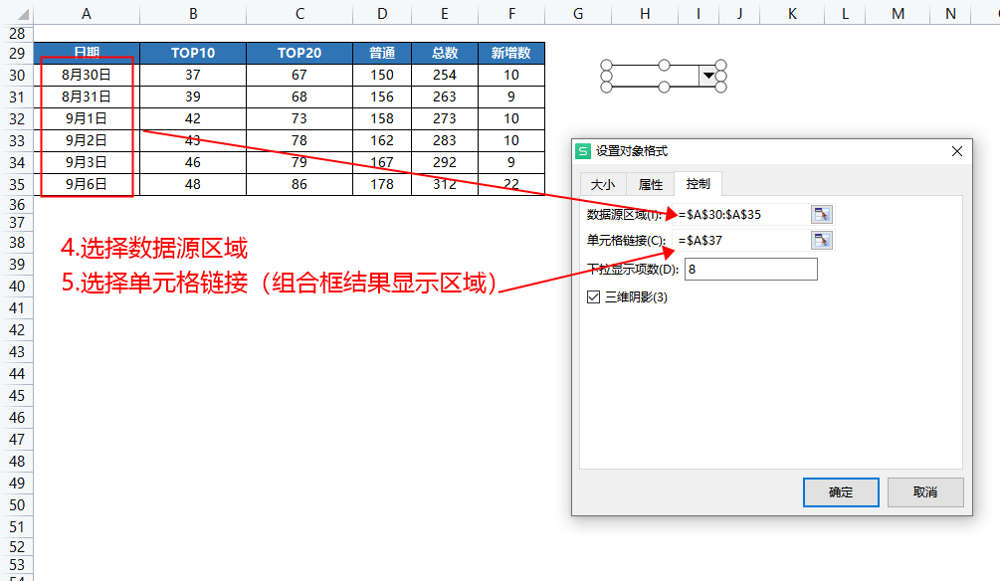 A B C D E F G H I J K L M N
28
29 日期 TOP10 TOP20 普通 总数 新增数
30 8月30日 37 67 150 254 10
31 8月31日 39 68 156 263 9
32 9月1日 42 73 158 273 10
33 9月2日 43 78 162 283 10
34 9月3日 46 79 167 292 9
35 9月6日 48 86 178 312 22
36
37
38
39
40
41
42
43
44
45
46
47
48
49
50
51
52
53
54
4.选择数据源区域
5.选择单元格链接（组合框结果显示区域）
S 设置对象格式
大小 属性 控制
数据源区域(I): =$A$30:$A$35
单元格链接(C): =$A$37
下拉显示项数(D): 8
三维阴影(3)
确定 取消